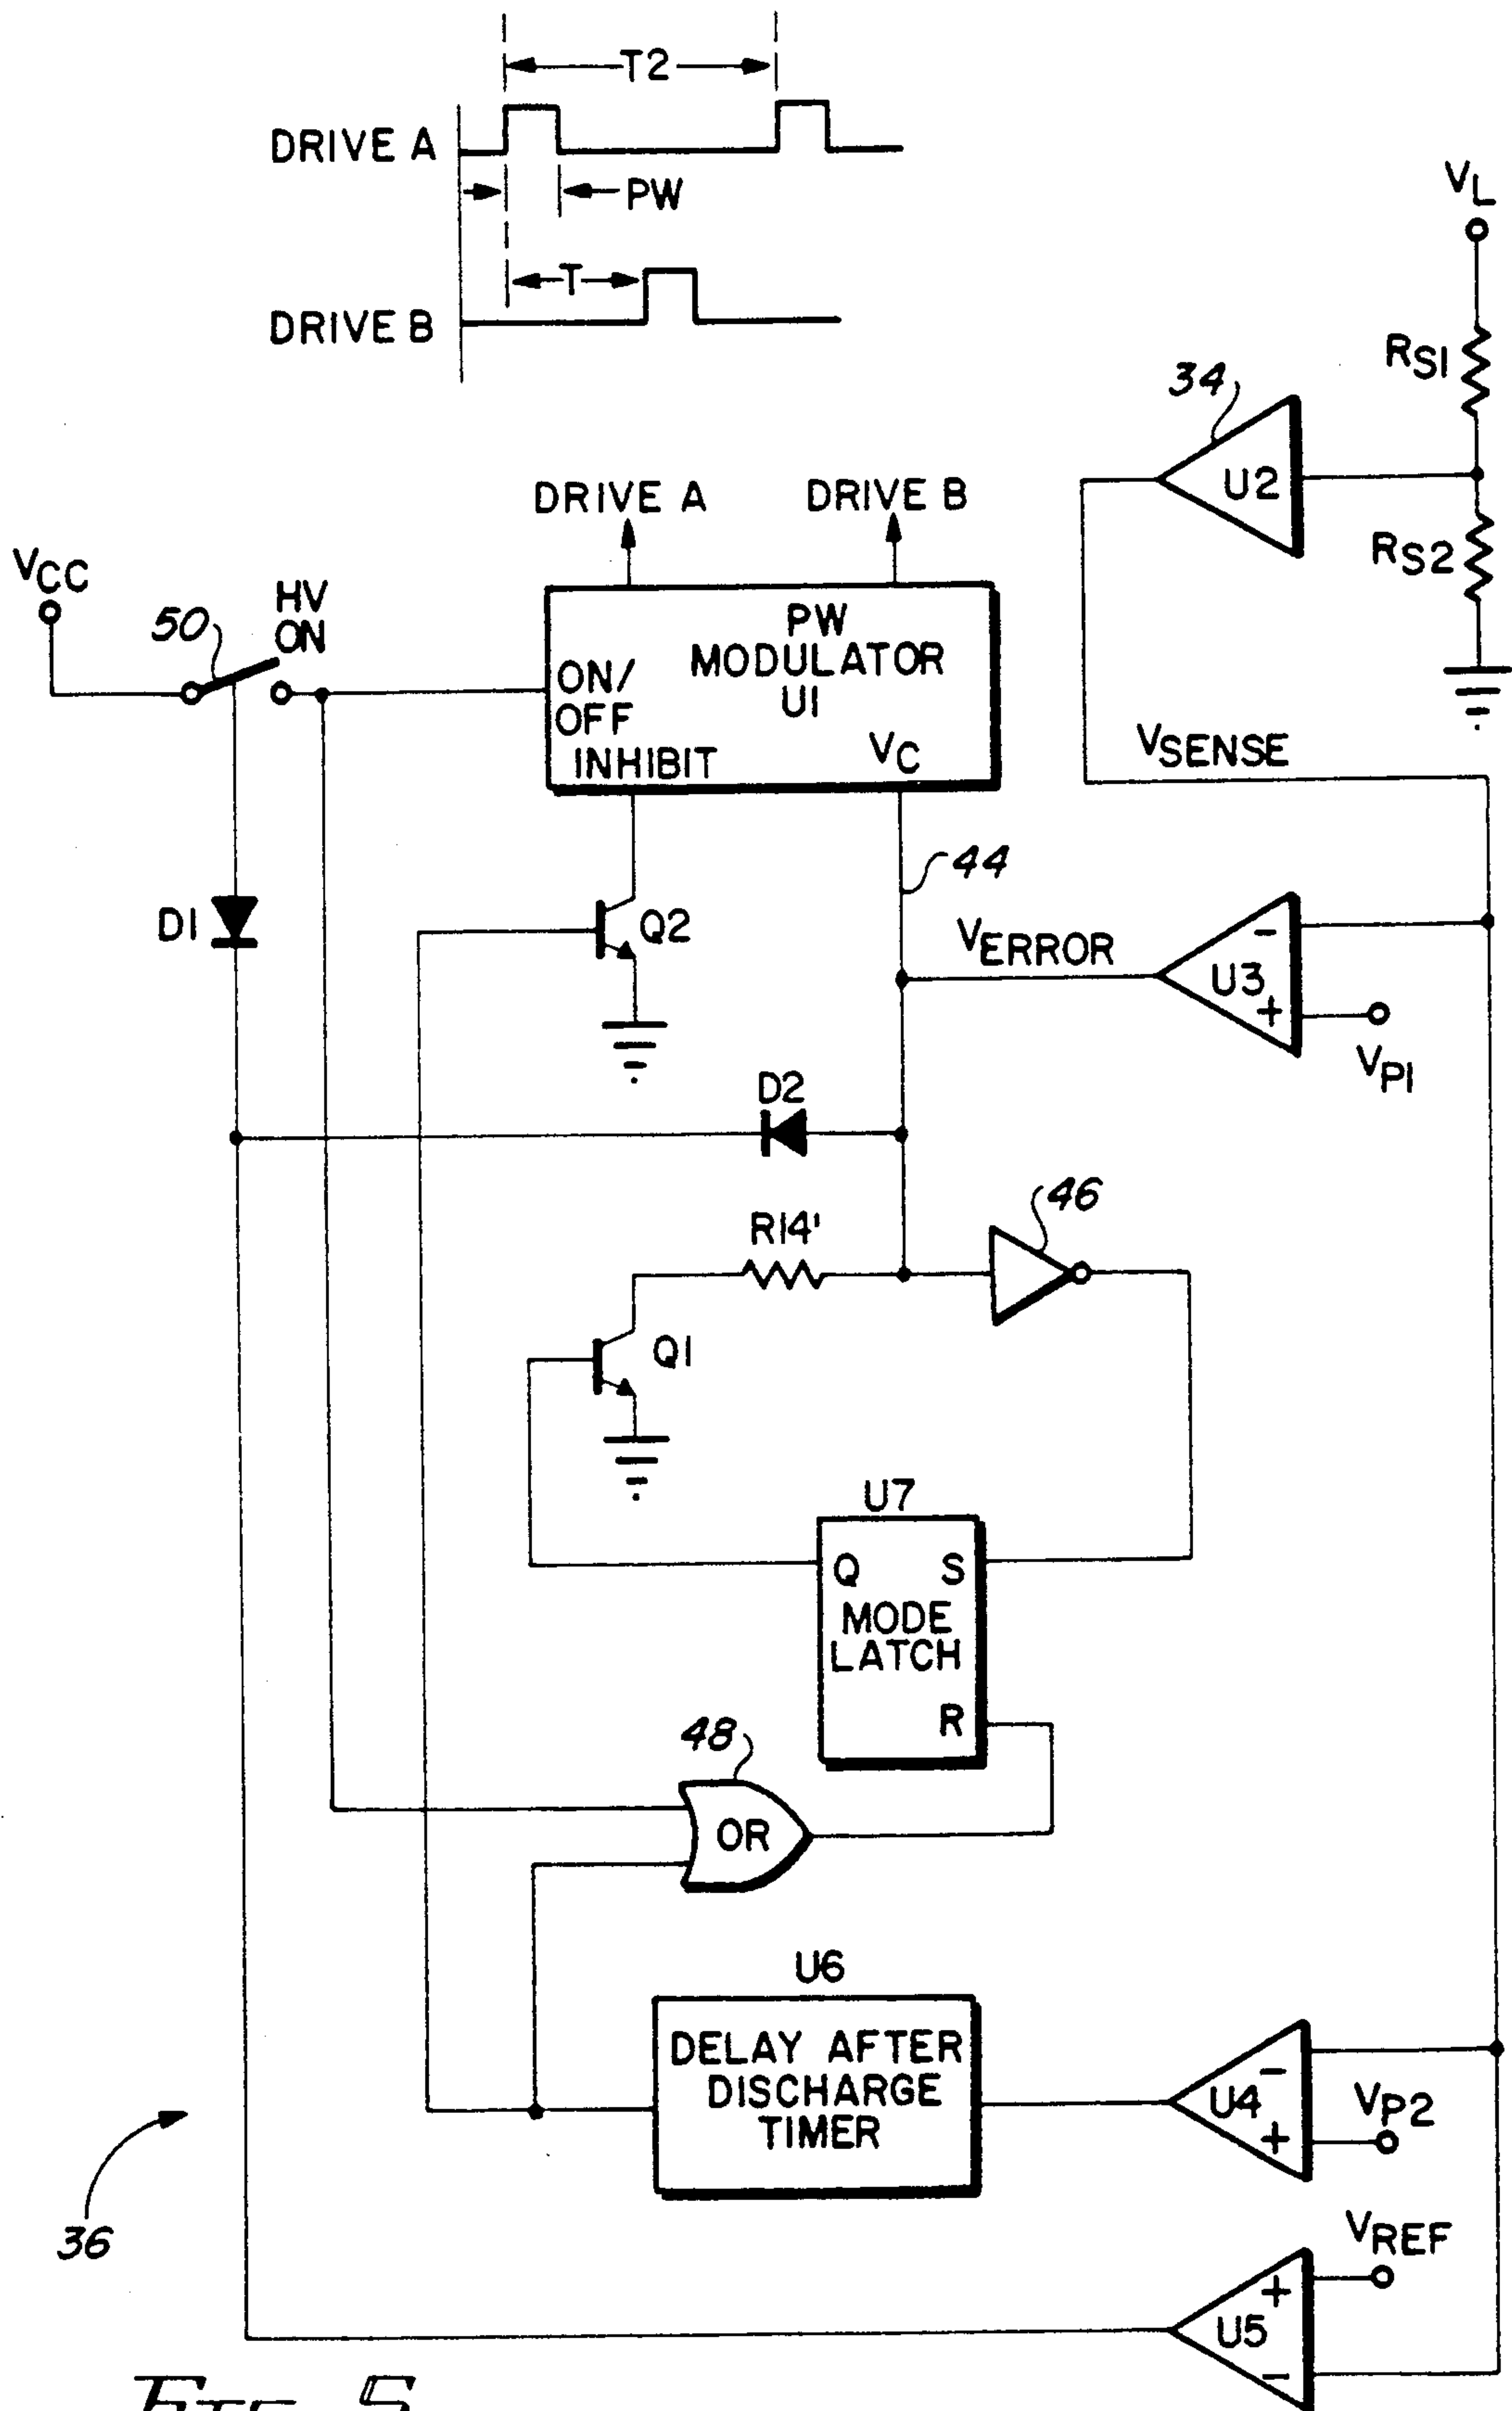 T2
DRIVE A
PW
T
DRIVE B
VL
RS1
34
U2
RS2
DRIVE A
DRIVE B
VCC
50
HV
ON
PW
MODULATOR
U1
ON/
OFF
INHIBIT
VC
VSENSE
44
D1
Q2
VERROR
-
U3
+
VP1
D2
R14'
46
Q1
U7
Q
S
MODE
LATCH
R
48
OR
U6
DELAY AFTER
DISCHARGE
TIMER
-
U4
+
VP2
36
VREF
+
U5
-
FIG. 5